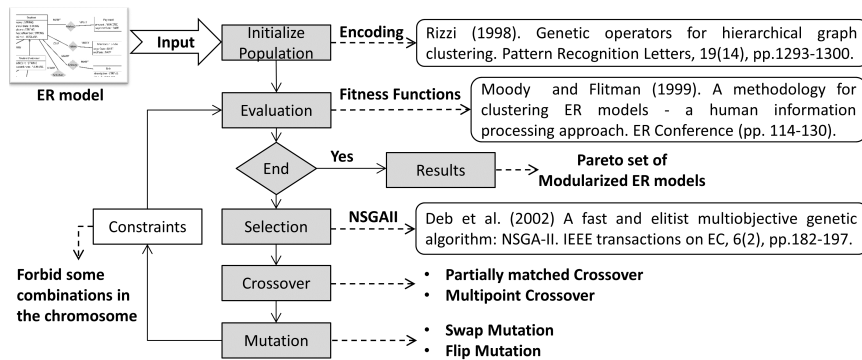 ER model
Input
Initialize
Population
Encoding
Rizzi (1998). Genetic operators for hierarchical graph
clustering. Pattern Recognition Letters, 19(14), pp.1293-1300.
Evaluation
Fitness Functions
Moody and Flitman (1999). A methodology for
clustering ER models - a human information
processing approach. ER Conference (pp. 114-130).
End
Yes
Results
Pareto set of
Modularized ER models
Constraints
Selection
NSGAII
Deb et al. (2002) A fast and elitist multiobjective genetic
algorithm: NSGA-II. IEEE transactions on EC, 6(2), pp.182-197.
Forbid some
combinations in
the chromosome
Crossover
• Partially matched Crossover
• Multipoint Crossover
Mutation
• Swap Mutation
• Flip Mutation